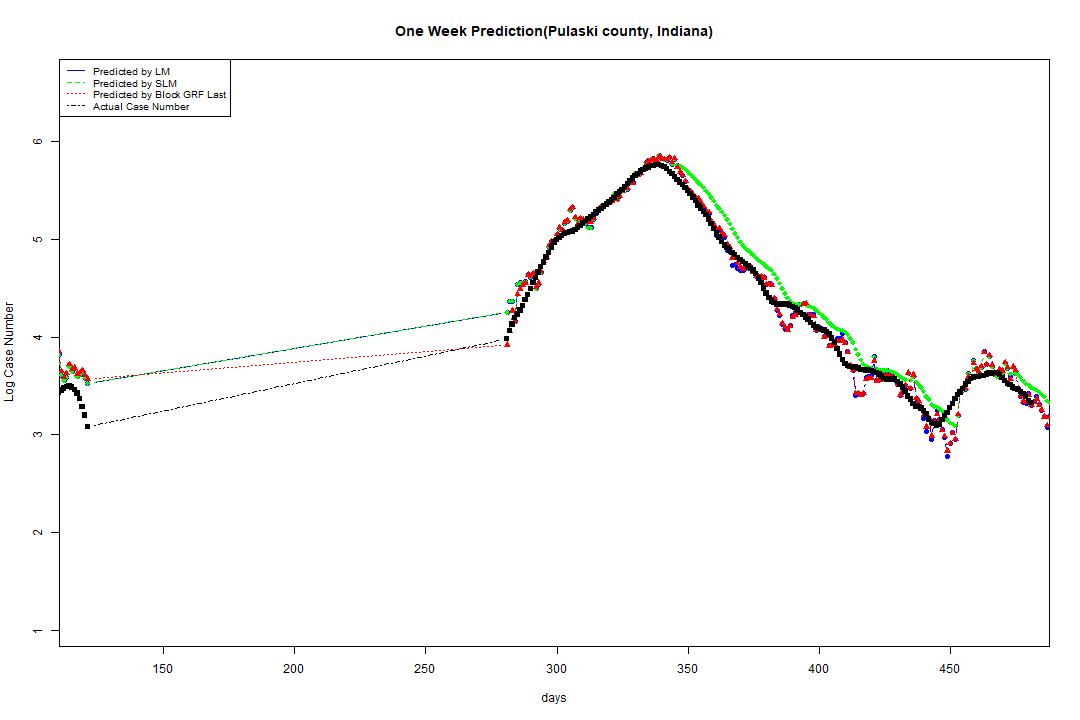 One Week Prediction(Pulaski county, Indiana)
Predicted by LM
Predicted by SLM
Predicted by Block GRF Last
Actual Case Number
6
5
4
3
2
1
Log Case Number
150 200 250 300 350 400 450
days